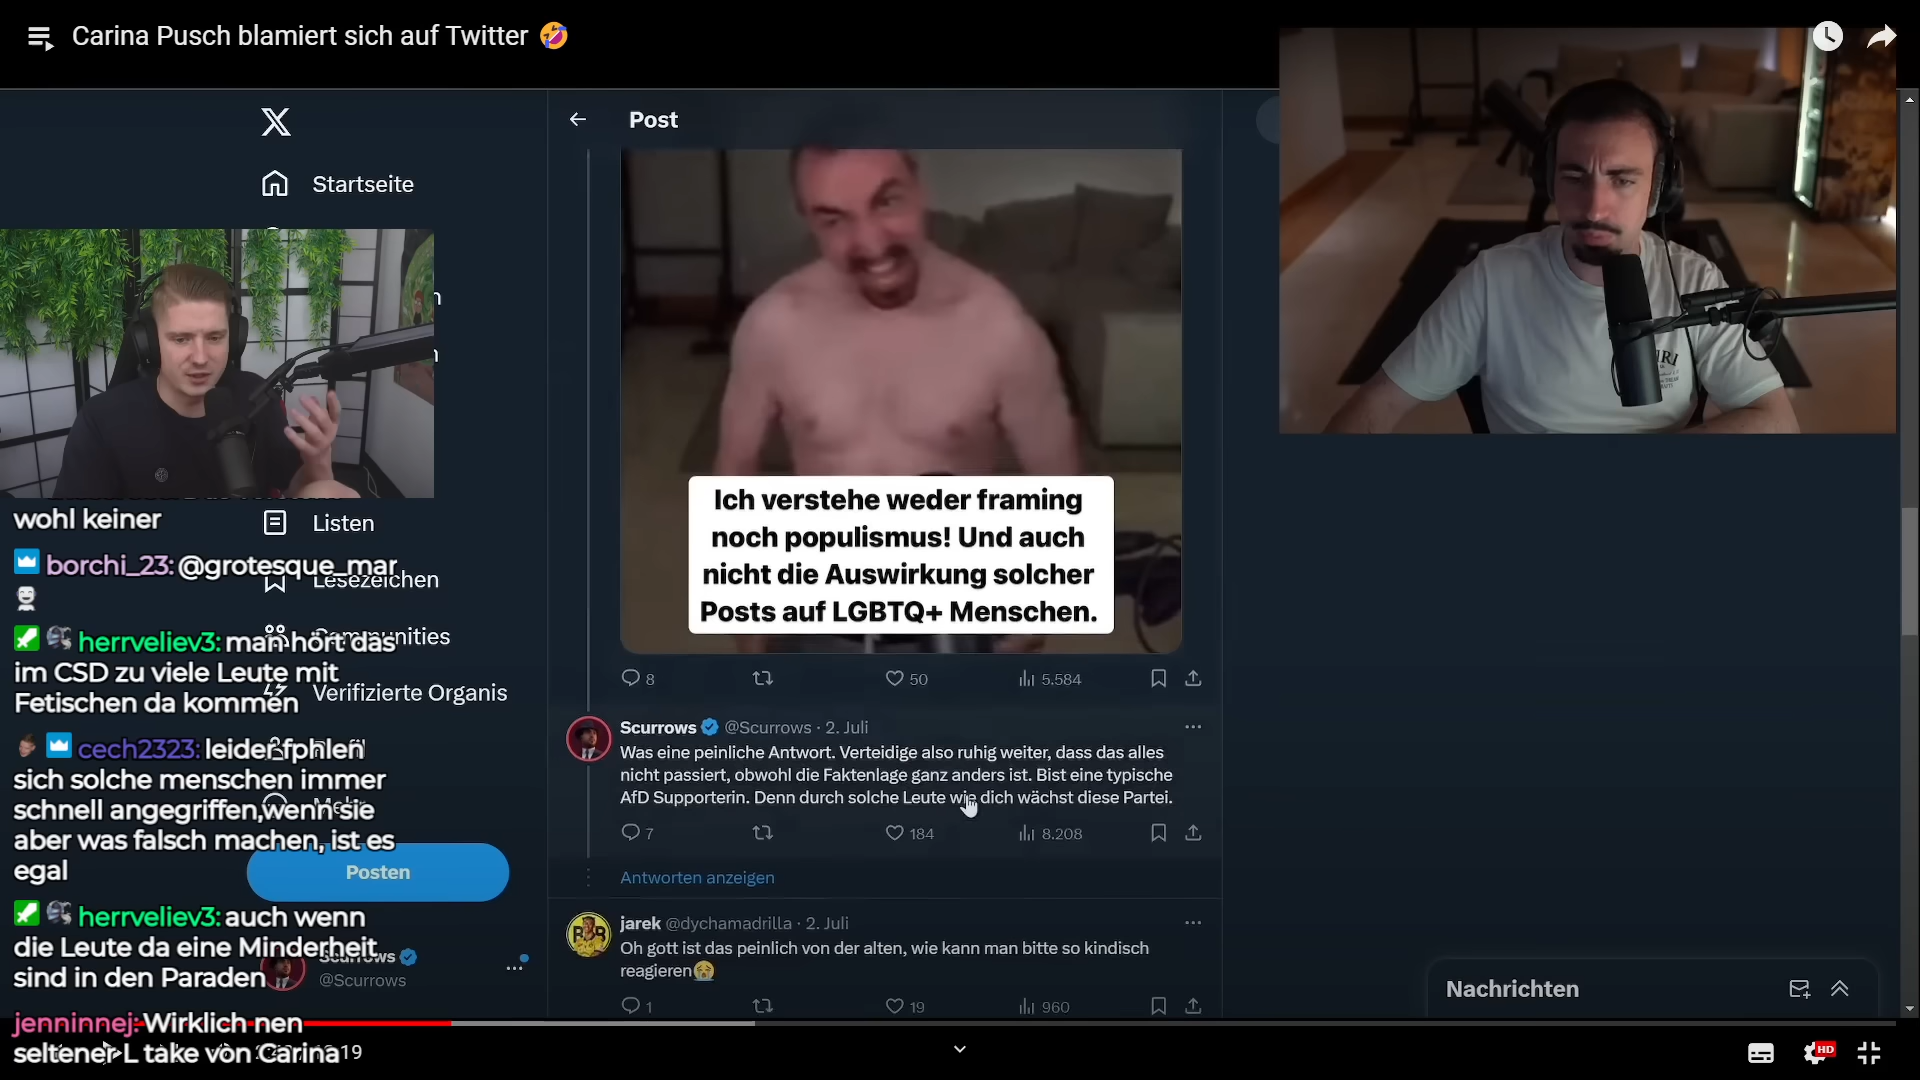 Carina Pusch blamiert sich auf Twitter 🤣
Post
Startseite
Ich verstehe weder framing
noch populismus! Und auch
nicht die Auswirkung solcher
Posts auf LGBTQ+ Menschen.
8
50
5.584
Scurrows @Scurrows · 2. Juli
Was eine peinliche Antwort. Verteidige also ruhig weiter, dass das alles
nicht passiert, obwohl die Faktenlage ganz anders ist. Bist eine typische
AfD Supporterin. Denn durch solche Leute wie dich wächst diese Partei.
7
184
8.208
Antworten anzeigen
jarek @dychamadrilla · 2. Juli
Oh gott ist das peinlich von der alten, wie kann man bitte so kindisch
reagieren😭
1
19
960
Listen
Lesezeichen
Communities
Verifizierte Organis
Posten
Scurrows
@Scurrows
wohl keiner
borchi_23: @grotesque_mar
herrveliev3: man hört das
im CSD zu viele Leute mit
Fetischen da kommen
cech2323: leider fphlen
sich solche menschen immer
schnell angegriffen,wenn sie
aber was falsch machen, ist es
egal
herrveliev3: auch wenn
die Leute da eine Minderheit
sind in den Paraden
jenninnej: Wirklich nen
seltener L take von Carina
Nachrichten
HD